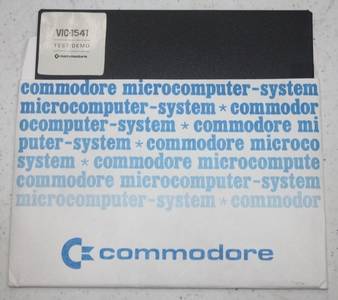 VIC-1541
TEST/DEMO
commodore
commodore microcomputer-system
microcomputer-system * commodor
ocomputer-system * commodore mi
puter-system * commodore microco
system * commodore microcompute
commodore microcomputer-system
microcomputer-system * commodor
commodore